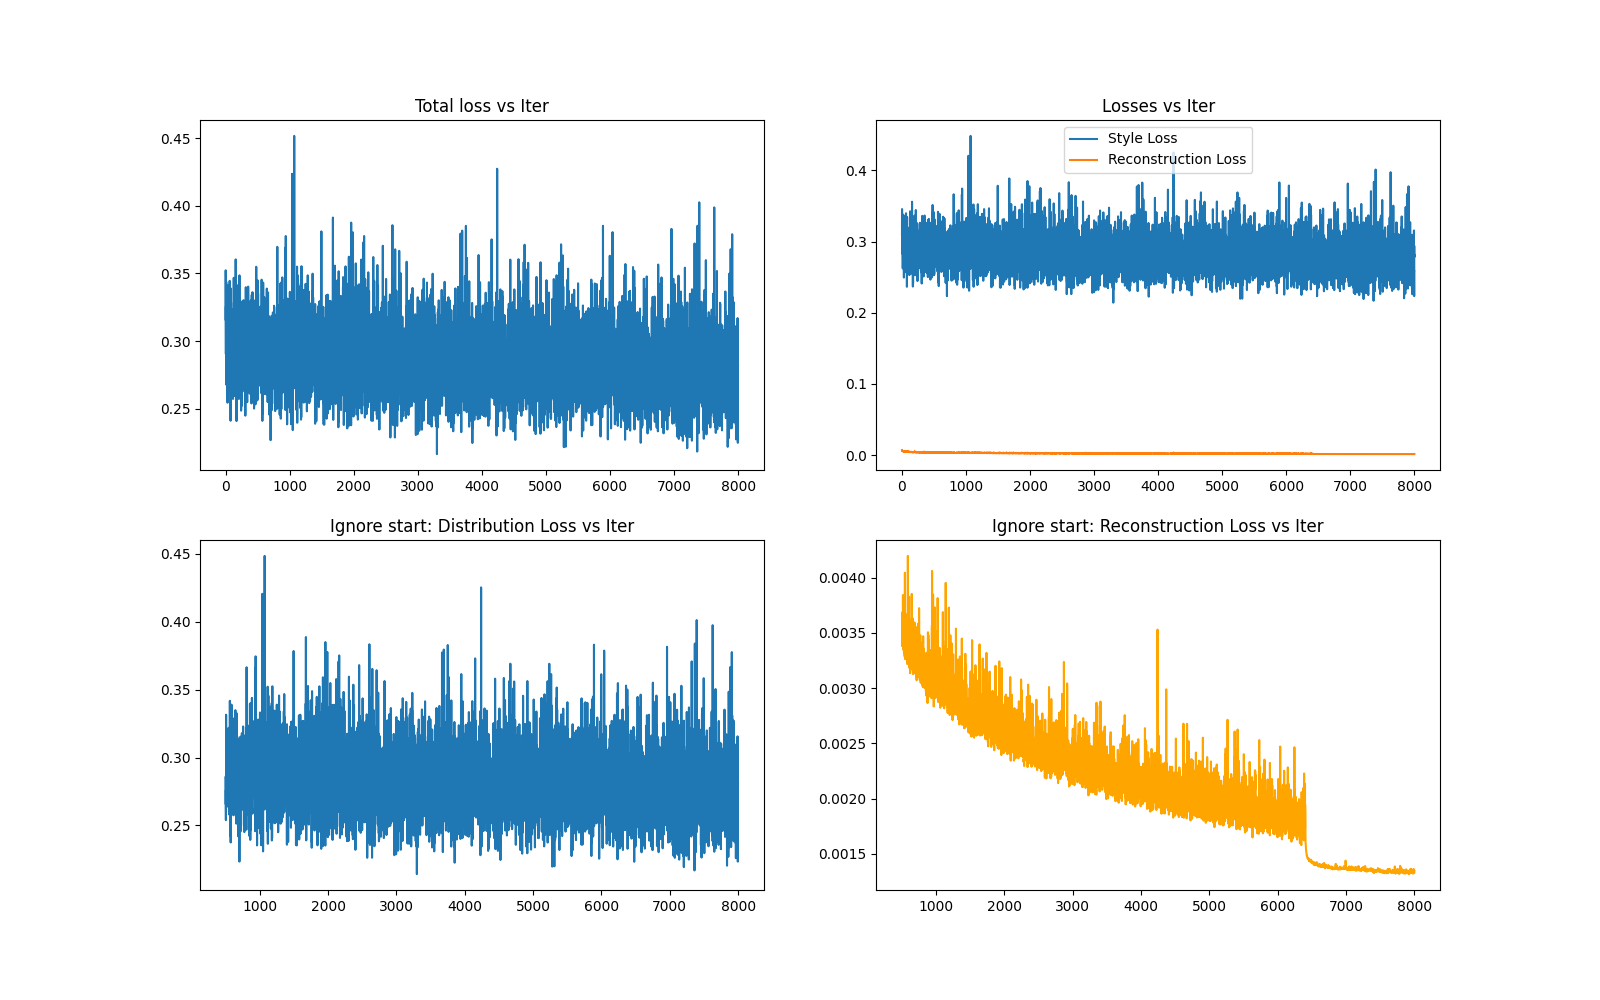 Total loss vs Iter
0.45
0.40
0.35
0.30
0.25
0 1000 2000 3000 4000 5000 6000 7000 8000
Losses vs Iter
Style Loss
Reconstruction Loss
0.4
0.3
0.2
0.1
0.0
0 1000 2000 3000 4000 5000 6000 7000 8000
Ignore start: Distribution Loss vs Iter
0.45
0.40
0.35
0.30
0.25
1000 2000 3000 4000 5000 6000 7000 8000
Ignore start: Reconstruction Loss vs Iter
0.0040
0.0035
0.0030
0.0025
0.0020
0.0015
1000 2000 3000 4000 5000 6000 7000 8000